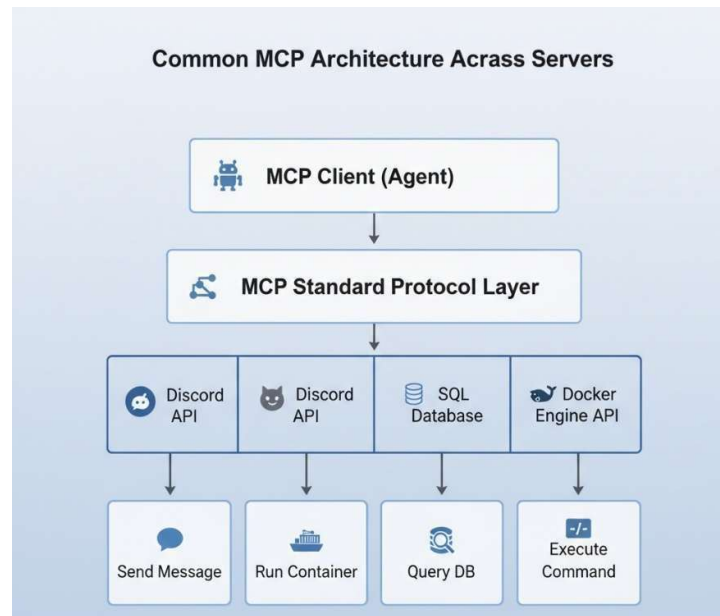 Common MCP Architecture Acrass Servers
MCP Client (Agent)
MCP Standard Protocol Layer
Discord
API
Discord
API
SQL
Database
Docker
Engine API
Send Message
Run Container
Query DB
-/-
Execute
Command